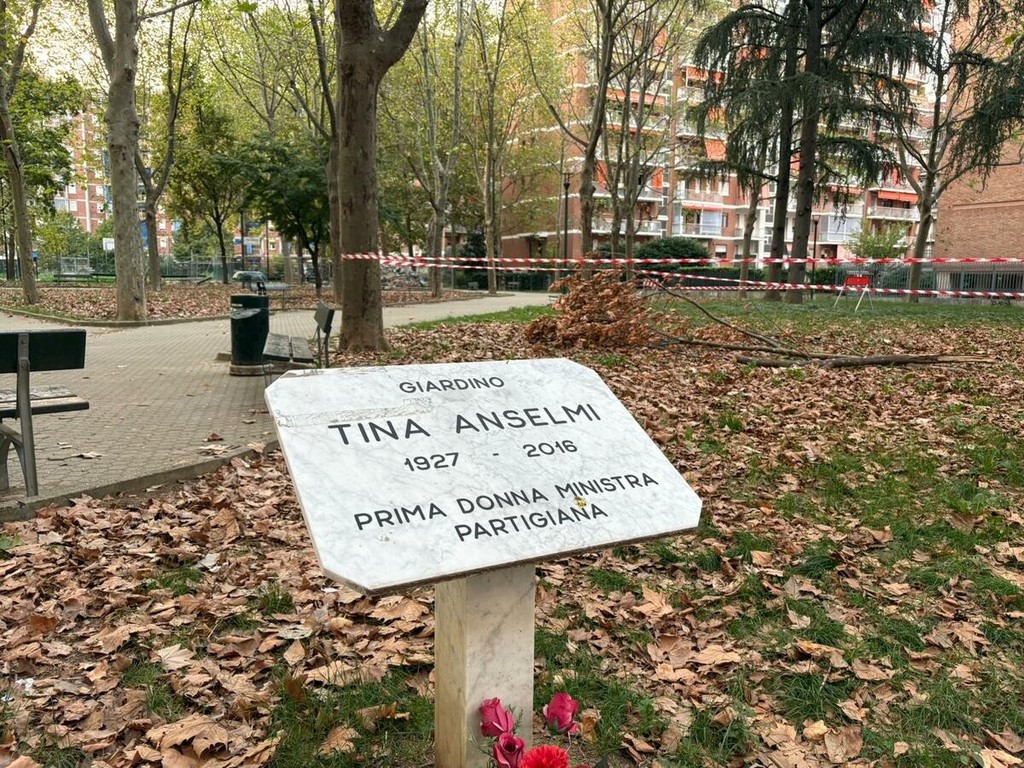 GIARDINO
TINA ANSELMI
1927 - 2016
PRIMA DONNA MINISTRA
PARTIGIANA